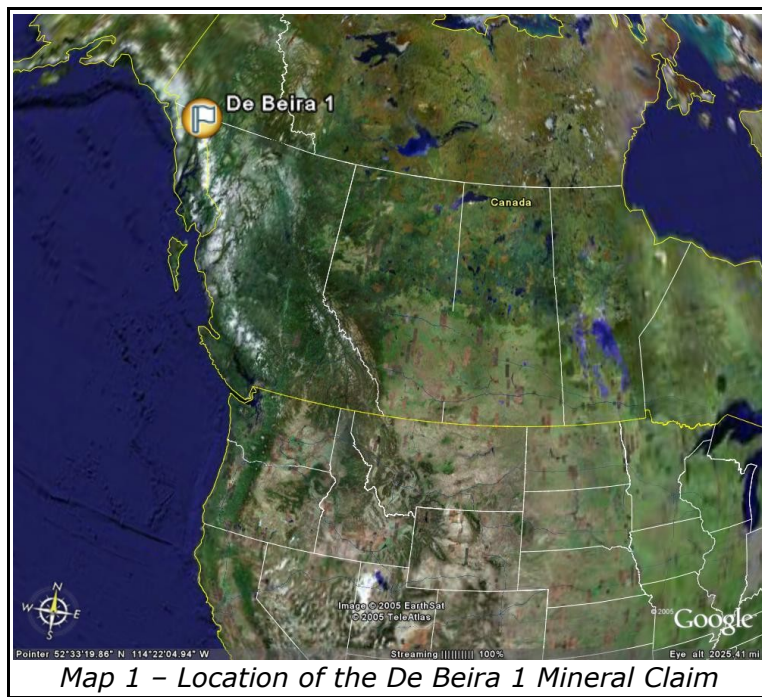 De Beira 1
Canada
N
W E
S
Image © 2005 EarthSat
© 2005 TeleAtlas
© 2005 Google
Pointer 52°33'19.86" N 114°22'04.94" W Streaming |||||||||| 100% Eye alt 2025.41 mi
Map 1 – Location of the De Beira 1 Mineral Claim